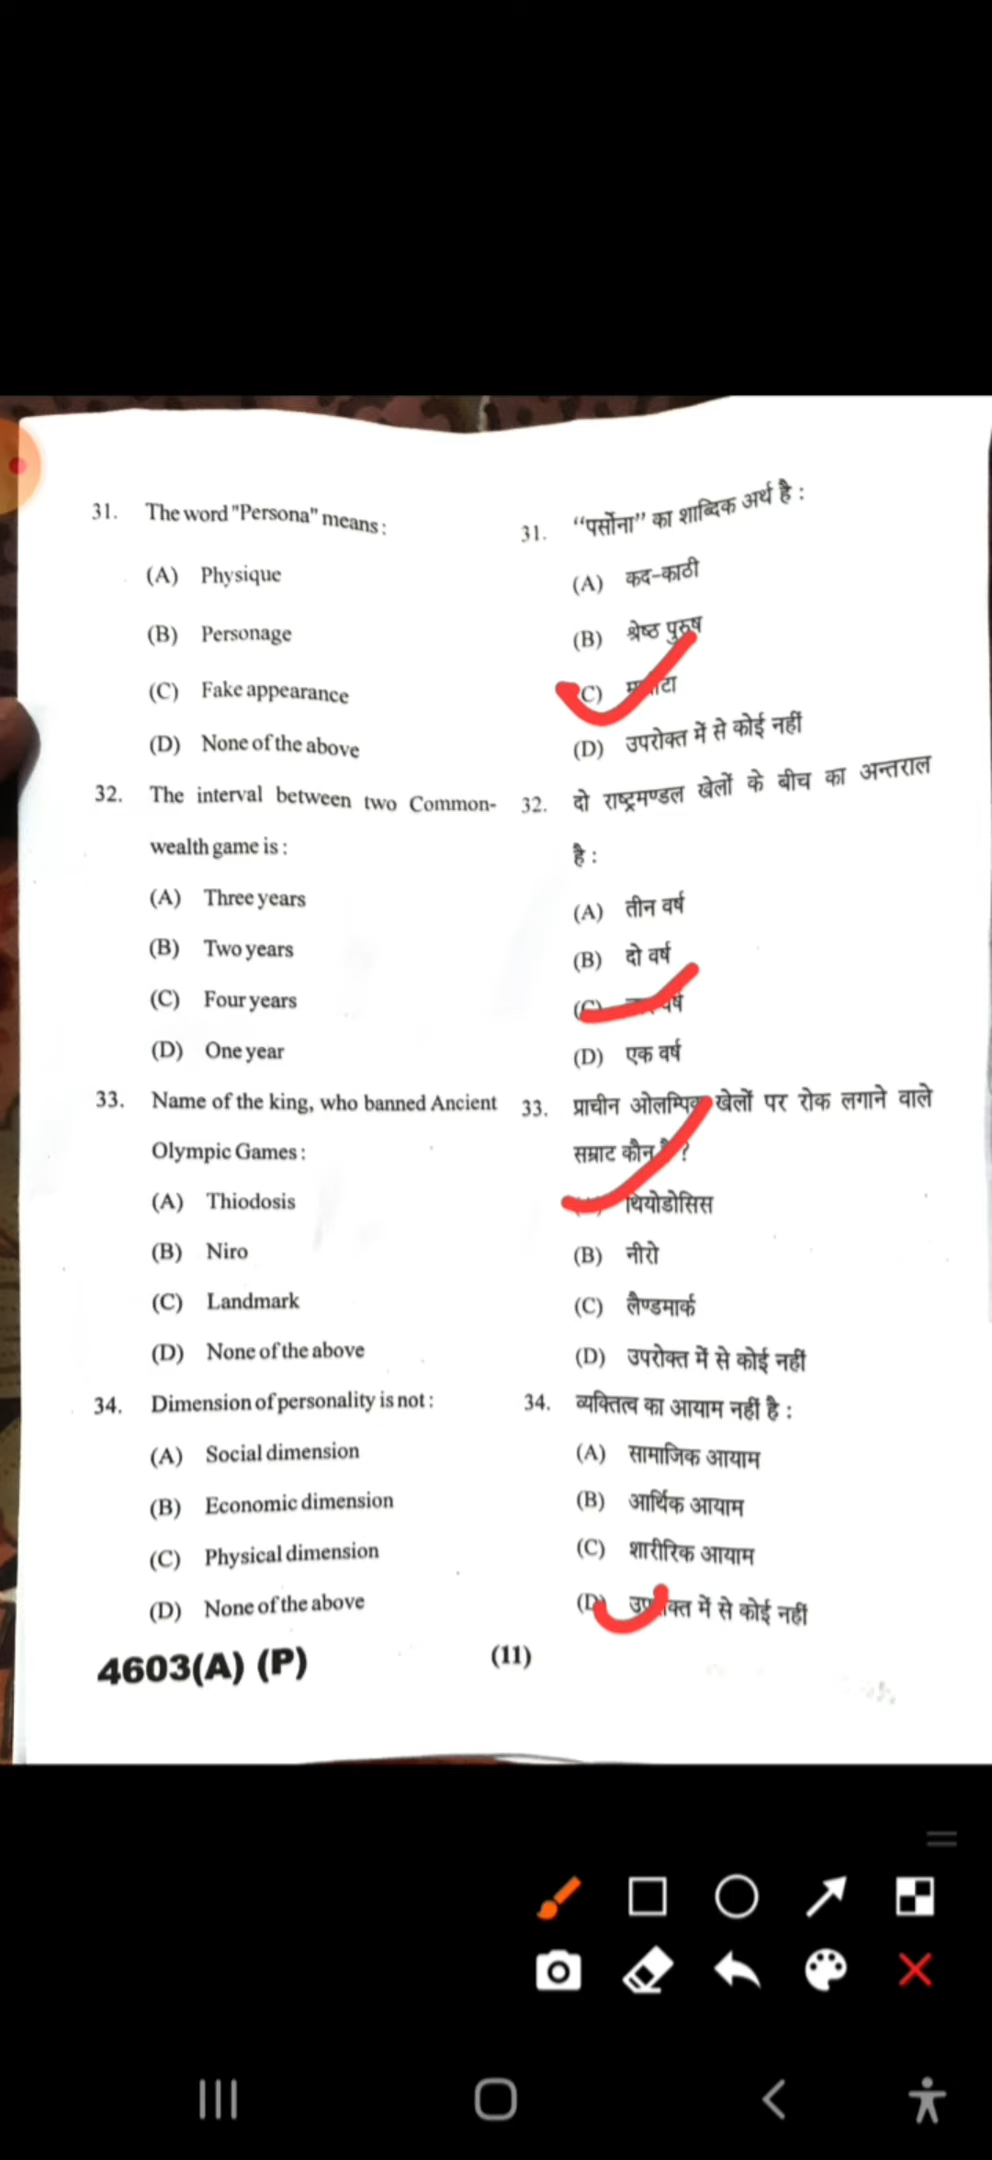 31. The word "Persona" means :
(A) Physique
(B) Personage
(C) Fake appearance
(D) None of the above
32. The interval between two Common-
wealth game is :
(A) Three years
(B) Two years
(C) Four years
(D) One year
33. Name of the king, who banned Ancient
Olympic Games :
(A) Thiodosis
(B) Niro
(C) Landmark
(D) None of the above
34. Dimension of personality is not :
(A) Social dimension
(B) Economic dimension
(C) Physical dimension
(D) None of the above
31. “पर्सोना” का शाब्दिक अर्थ है :
(A) कद-काठी
(B) श्रेष्ठ पुरुष
(C)
(D) उपरोक्त में से कोई नहीं
32. दो राष्ट्रमण्डल खेलों के बीच का अन्तराल
है :
(A) तीन वर्ष
(B) दो वर्ष
(C) वर्ष
(D) एक वर्ष
33. प्राचीन ओलम्पिक खेलों पर रोक लगाने वाले
सम्राट कौन है ?
थियोडोसिस
(B) नीरो
(C) लैण्डमार्क
(D) उपरोक्त में से कोई नहीं
34. व्यक्तित्व का आयाम नहीं है :
(A) सामाजिक आयाम
(B) आर्थिक आयाम
(C) शारीरिक आयाम
(D) उपरोक्त में से कोई नहीं
4603(A) (P)
(11)